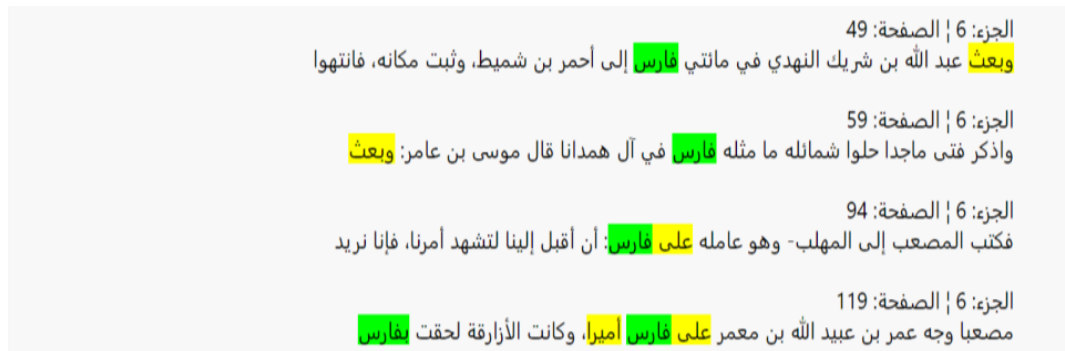 الجزء: 6 ¦ الصفحة: 49
وبعث عبد الله بن شريك النهدي في مائتي فارس إلى أحمر بن شميط، وثبت مكانه، فانتهوا
الجزء: 6 ¦ الصفحة: 59
واذكر فتى ماجدا حلوا شمائله ما مثله فارس في آل همدانا قال موسى بن عامر: وبعث
الجزء: 6 ¦ الصفحة: 94
فكتب المصعب إلى المهلب- وهو عامله على فارس: أن أقبل إلينا لتشهد أمرنا، فإنا نريد
الجزء: 6 ¦ الصفحة: 119
مصعبا وجه عمر بن عبيد الله بن معمر على فارس أميرا، وكانت الأزارقة لحقت بفارس